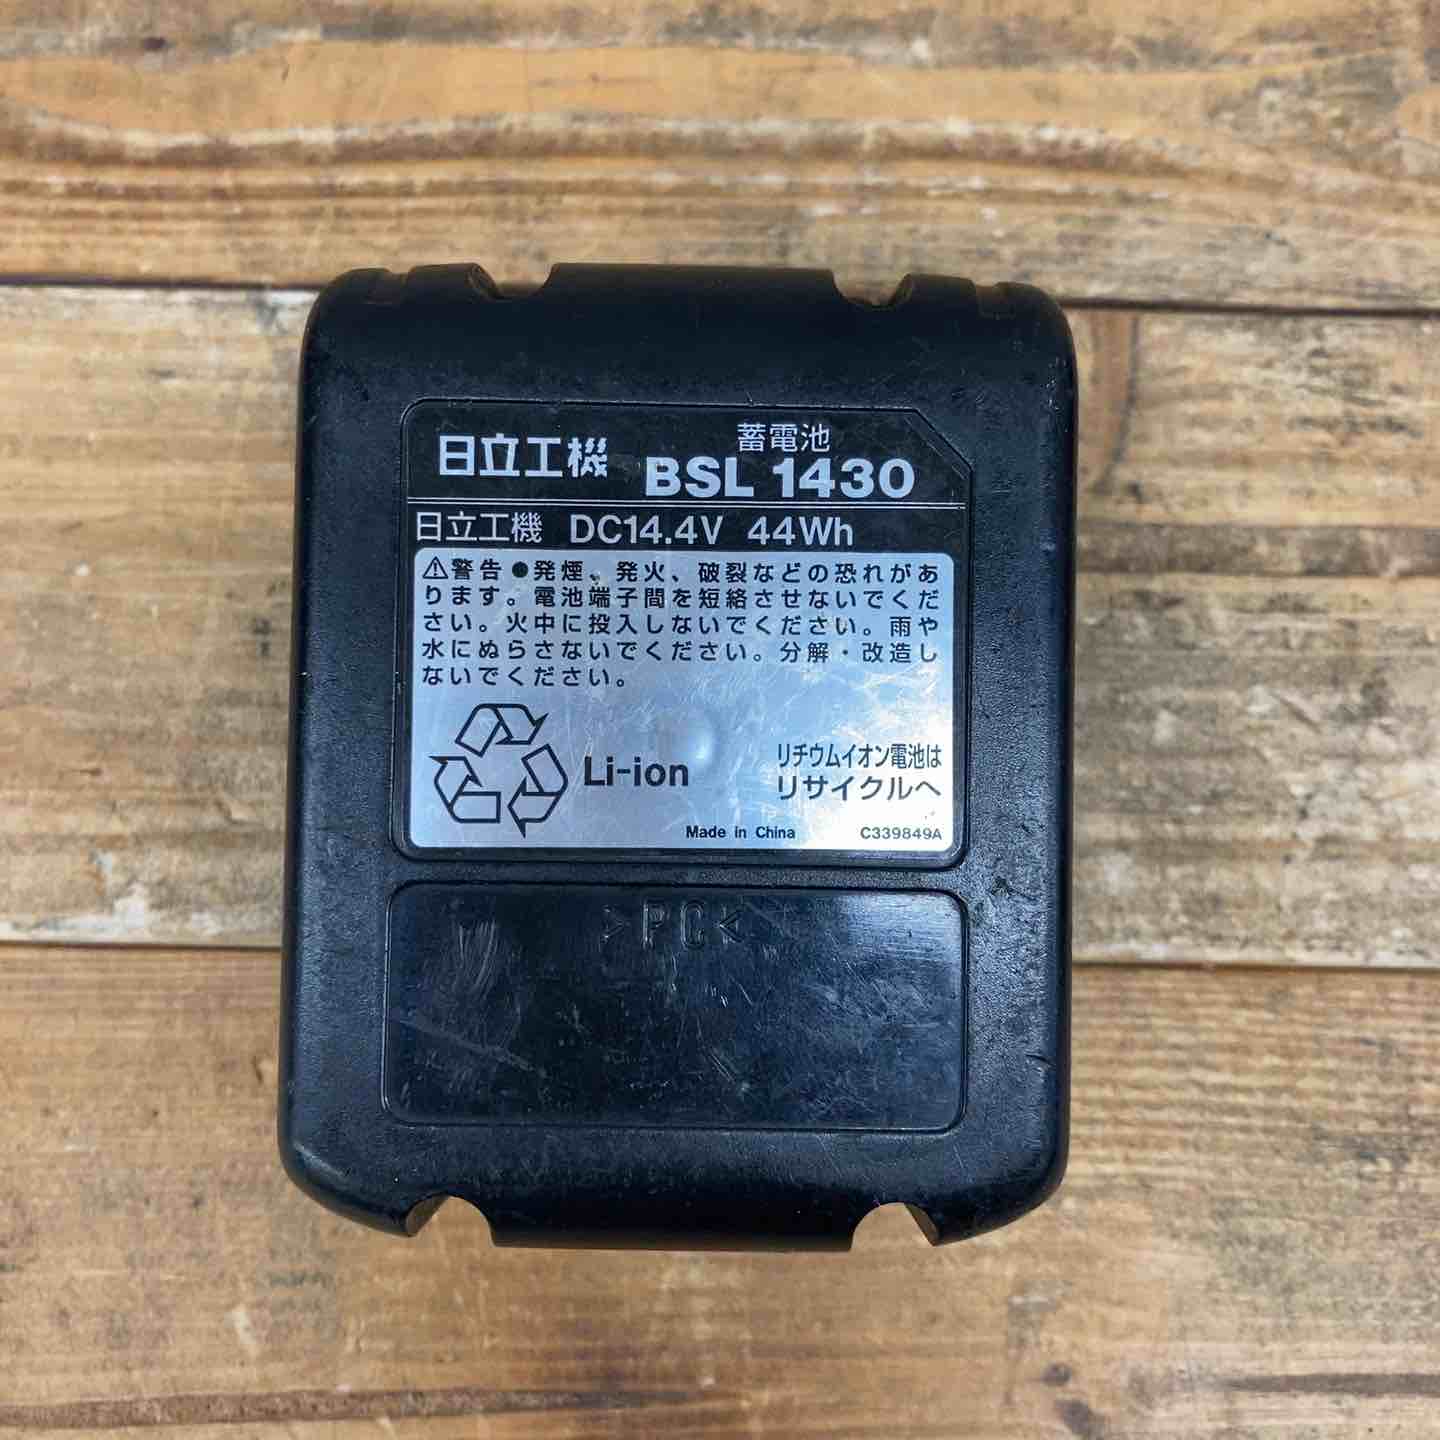 日立工機
蓄電池
BSL 1430
日立工機 DC14.4V 44Wh
⚠警告 ●発煙、発火、破裂などの恐れがあ
ります。電池端子間を短絡させないでくだ
さい。火中に投入しないでください。雨や
水にぬらさないでください。分解・改造し
ないでください。
Li-ion
リチウムイオン電池は
リサイクルへ
Made in China
C339849A
>PC<